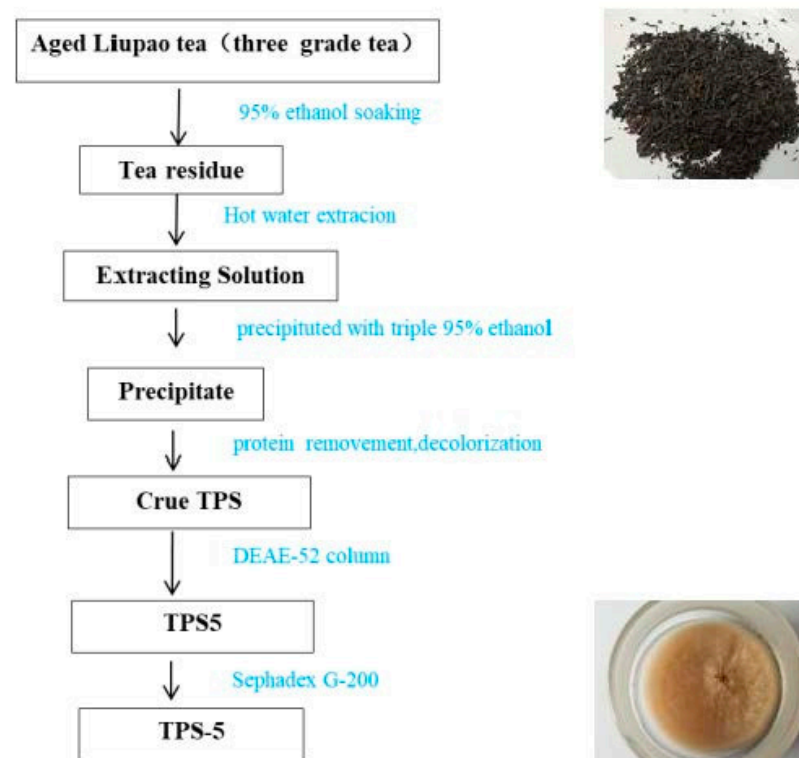 Aged Liupao tea（three grade tea）
95% ethanol soaking
Tea residue
Hot water extracion
Extracting Solution
precipituted with triple 95% ethanol
Precipitate
protein removement,decolorization
Crue TPS
DEAE-52 column
TPS5
Sephadex G-200
TPS-5